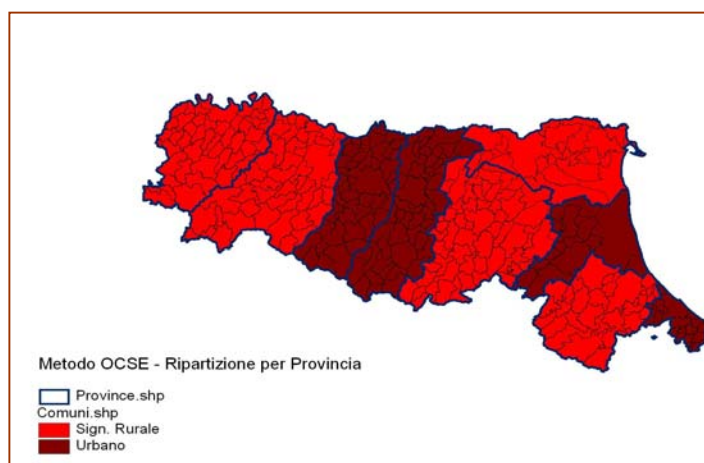 Metodo OCSE - Ripartizione per Provincia
Province.shp
Comuni.shp
Sign. Rurale
Urbano